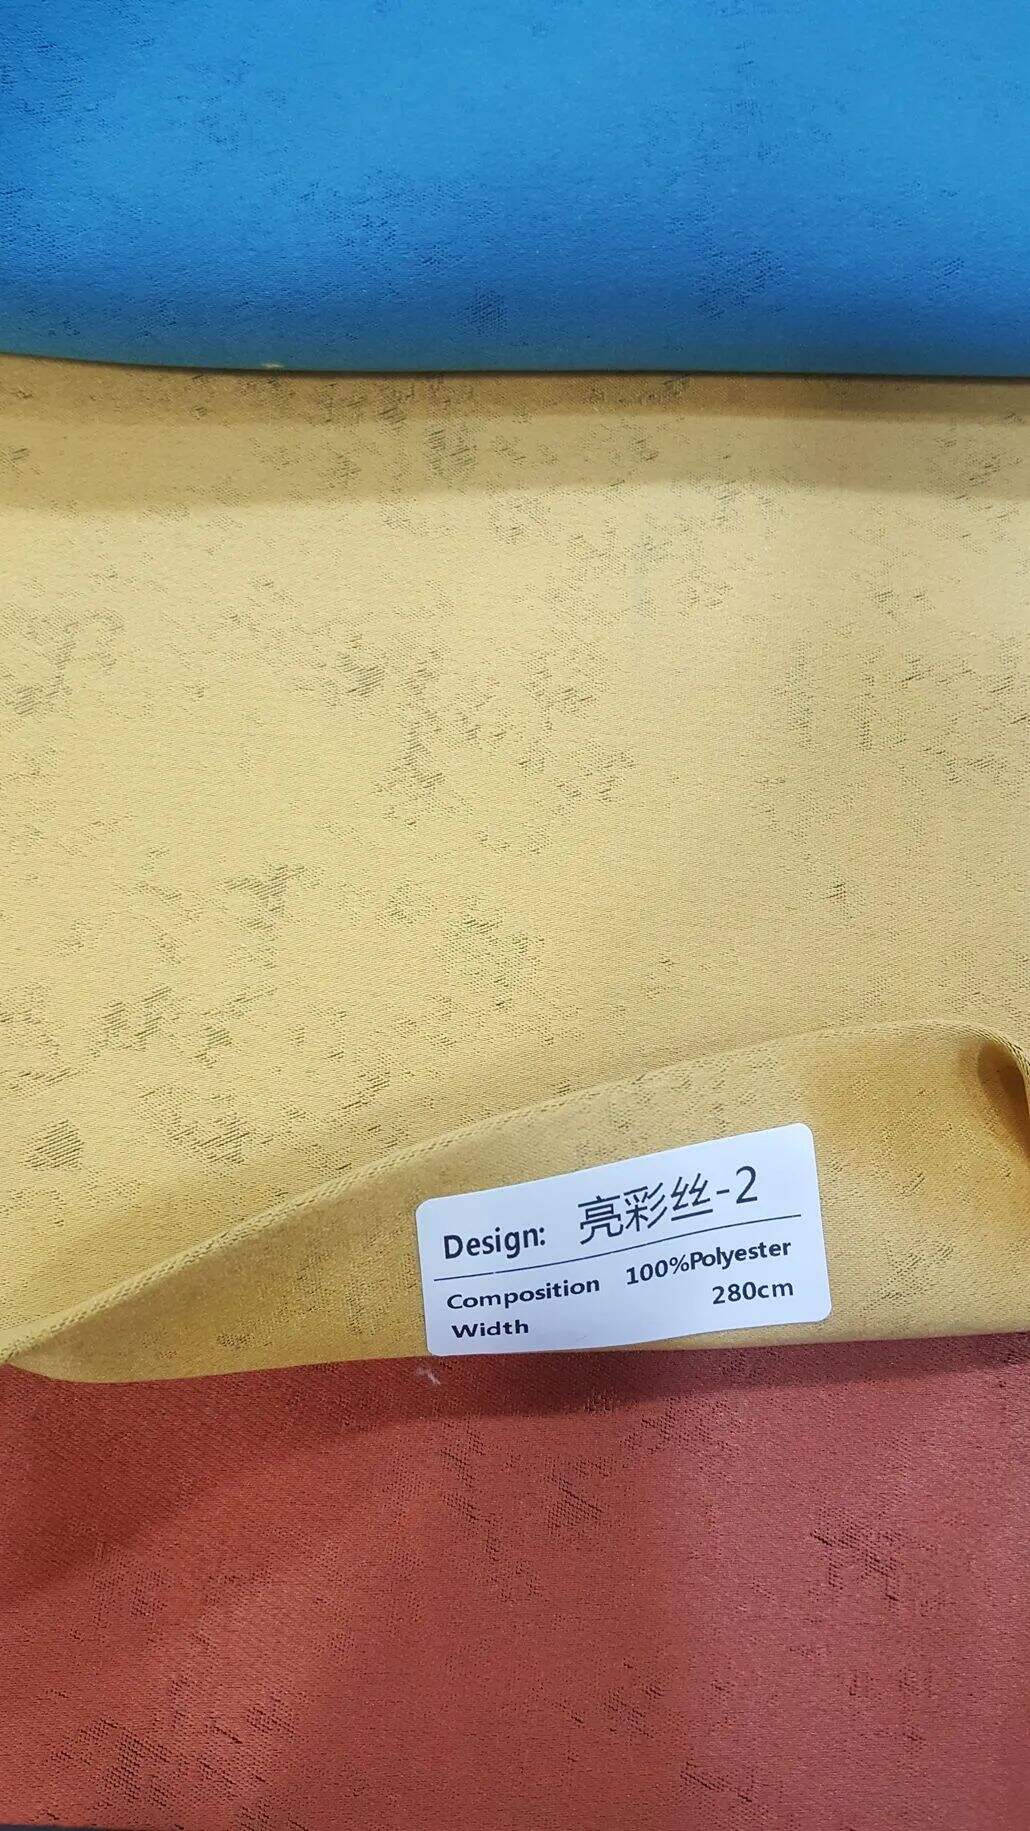 Design: 亮彩丝-2
Composition 100%Polyester
Width 280cm